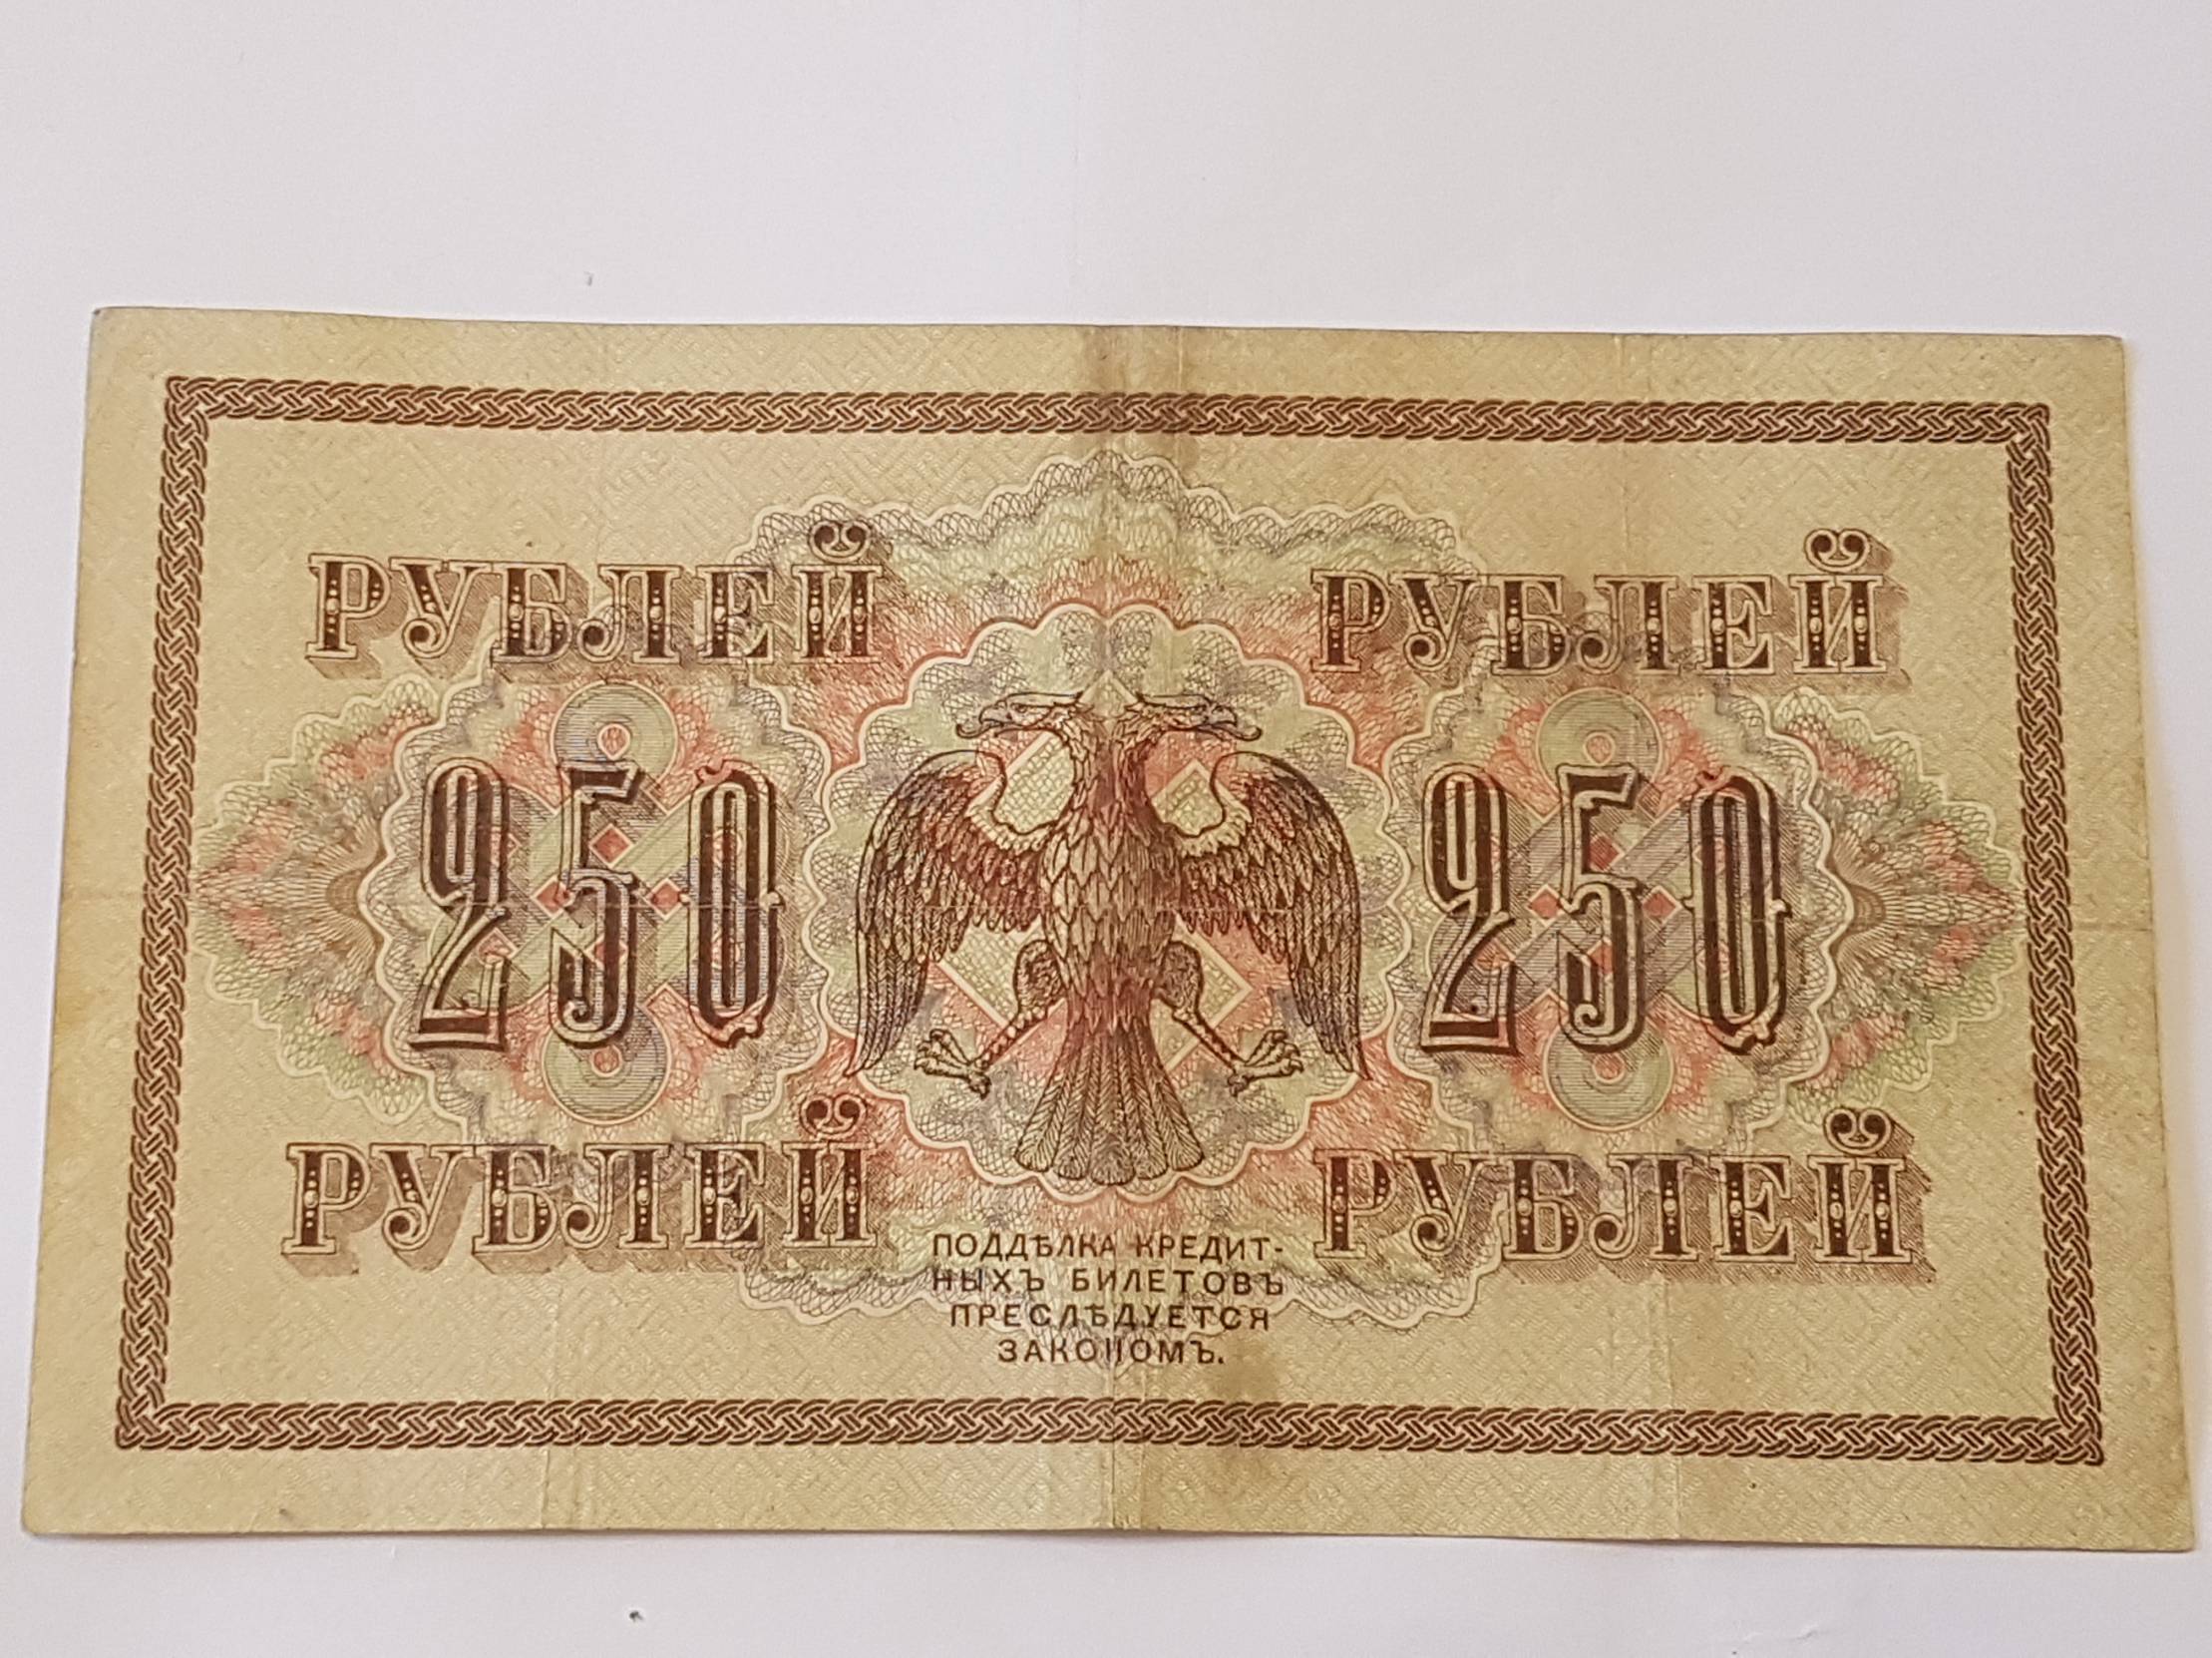 РУБЛЕЙ РУБЛЕЙ
250 250
РУБЛЕЙ РУБЛЕЙ
ПОДДѢЛКА КРЕДИТ-
НЫХЪ БИЛЕТОВЪ
ПРЕСЛѢДУЕТСЯ
ЗАКОНОМЪ.